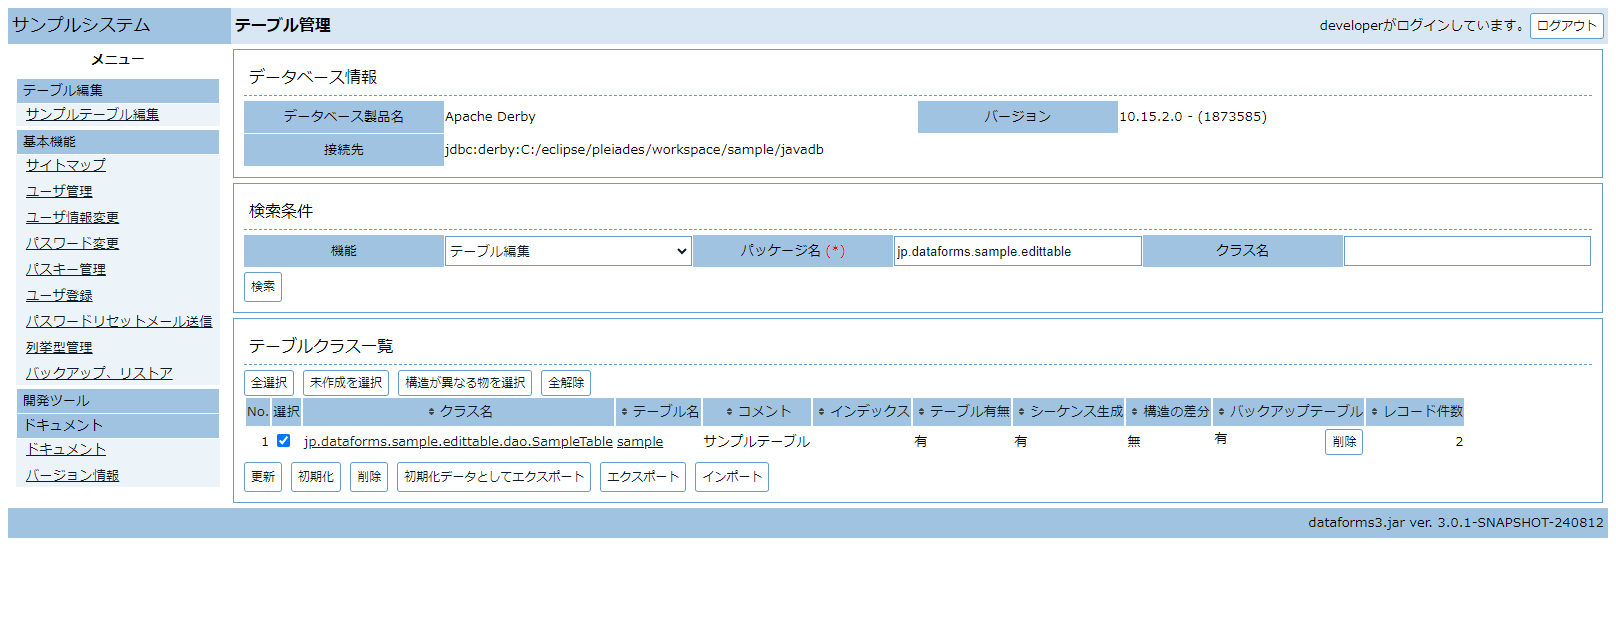 サンプルシステム
テーブル管理
developerがログインしています。 ログアウト
メニュー
テーブル編集
サンプルテーブル編集
基本機能
サイトマップ
ユーザ管理
ユーザ情報変更
パスワード変更
パスキー管理
ユーザ登録
パスワードリセットメール送信
列挙型管理
バックアップ、リストア
開発ツール
ドキュメント
ドキュメント
バージョン情報
データベース情報
データベース製品名 Apache Derby バージョン 10.15.2.0 - (1873585)
接続先 jdbc:derby:C:/eclipse/pleiades/workspace/sample/javadb
検索条件
機能 テーブル編集 パッケージ名 (*) jp.dataforms.sample.edittable クラス名
検索
テーブルクラス一覧
全選択 未作成を選択 構造が異なる物を選択 全解除
No. 選択 クラス名 テーブル名 コメント インデックス テーブル有無 シーケンス生成 構造の差分 バックアップテーブル レコード件数
1 jp.dataforms.sample.edittable.dao.SampleTable sample サンプルテーブル 有 有 無 有 削除 2
更新 初期化 削除 初期化データとしてエクスポート エクスポート インポート
dataforms3.jar ver. 3.0.1-SNAPSHOT-240812